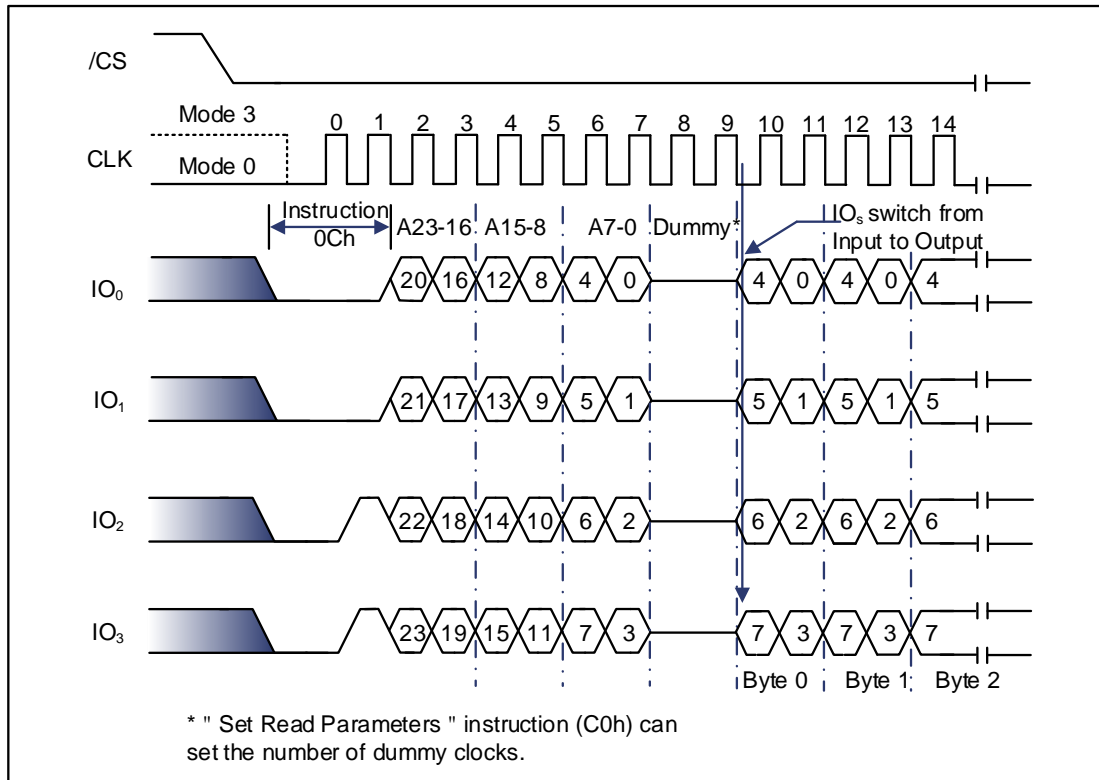 /CS
Mode 3
0 1 2 3 4 5 6 7 8 9 10 11 12 13 14
CLK
Mode 0
Instruction
0Ch
A23-16 A15-8 A7-0 Dummy*
IOs switch from
Input to Output
IO0
20 16 12 8 4 0 4 0 4 0 4
IO1
21 17 13 9 5 1 5 1 5 1 5
IO2
22 18 14 10 6 2 6 2 6 2 6
IO3
23 19 15 11 7 3 7 3 7 3 7
Byte 0 Byte 1 Byte 2
* " Set Read Parameters " instruction (C0h) can
set the number of dummy clocks.